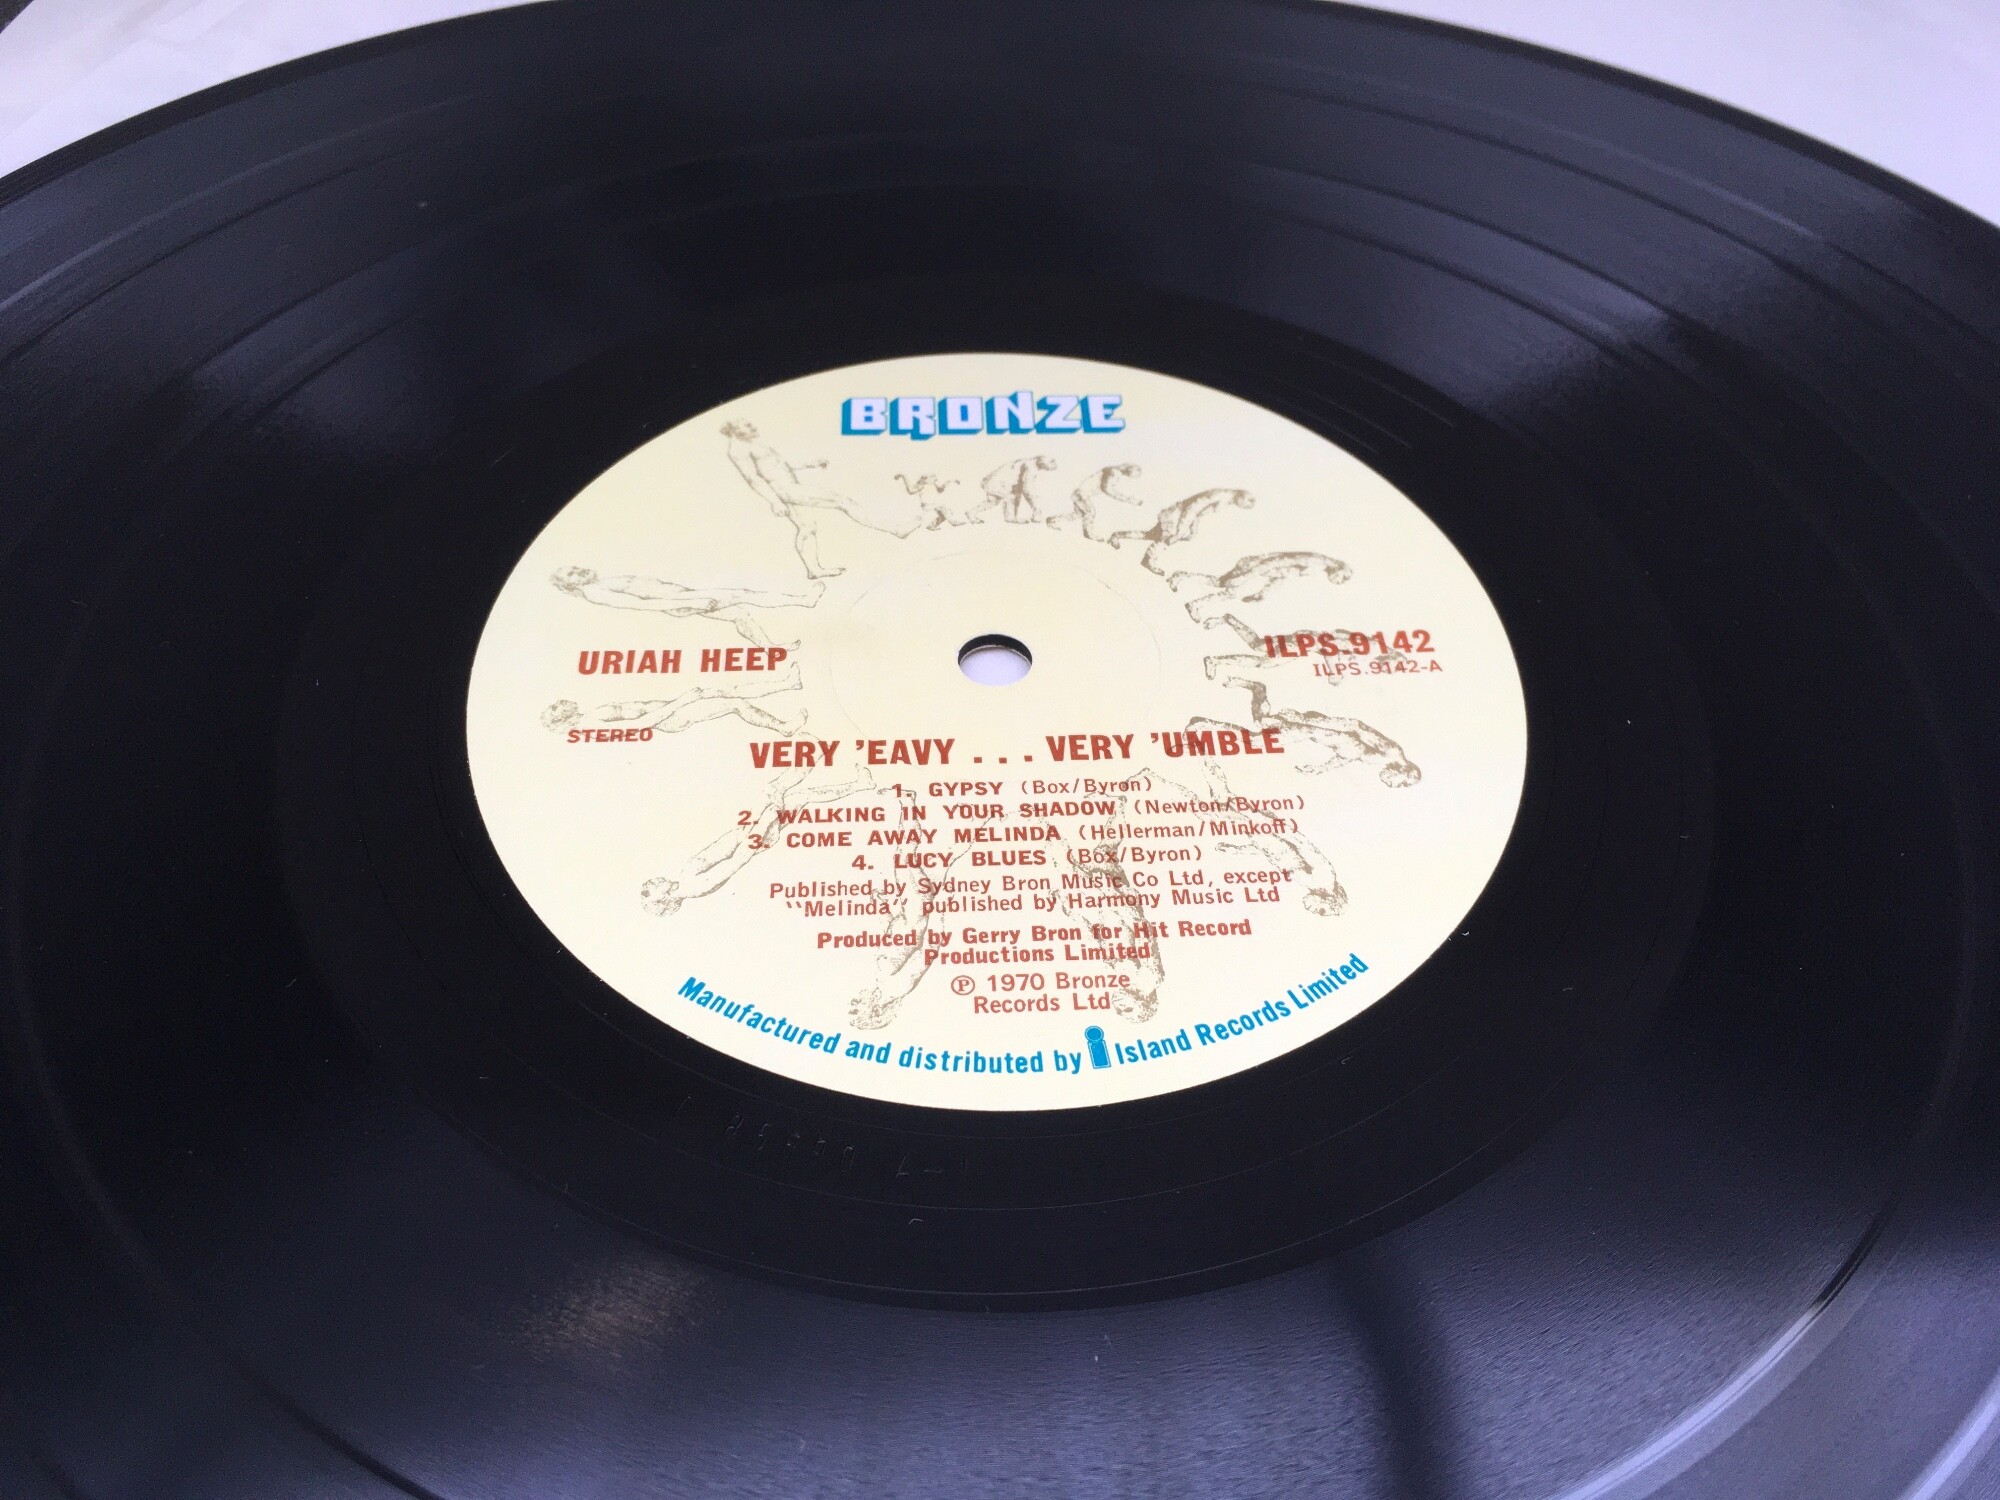 BRONZE
URIAH HEEP
ILPS.9142
ILPS.9142-A
STEREO
VERY 'EAVY . . . VERY 'UMBLE
1. GYPSY (Box/Byron)
2. WALKING IN YOUR SHADOW (Newton/Byron)
3. COME AWAY MELINDA (Hellerman/Minkoff)
4. LUCY BLUES (Box/Byron)
Published by Sydney Bron Music Co Ltd, except
"Melinda" published by Harmony Music Ltd
Produced by Gerry Bron for Hit Record
Productions Limited
Ⓟ 1970 Bronze
Records Ltd
Manufactured and distributed by i Island Records Limited